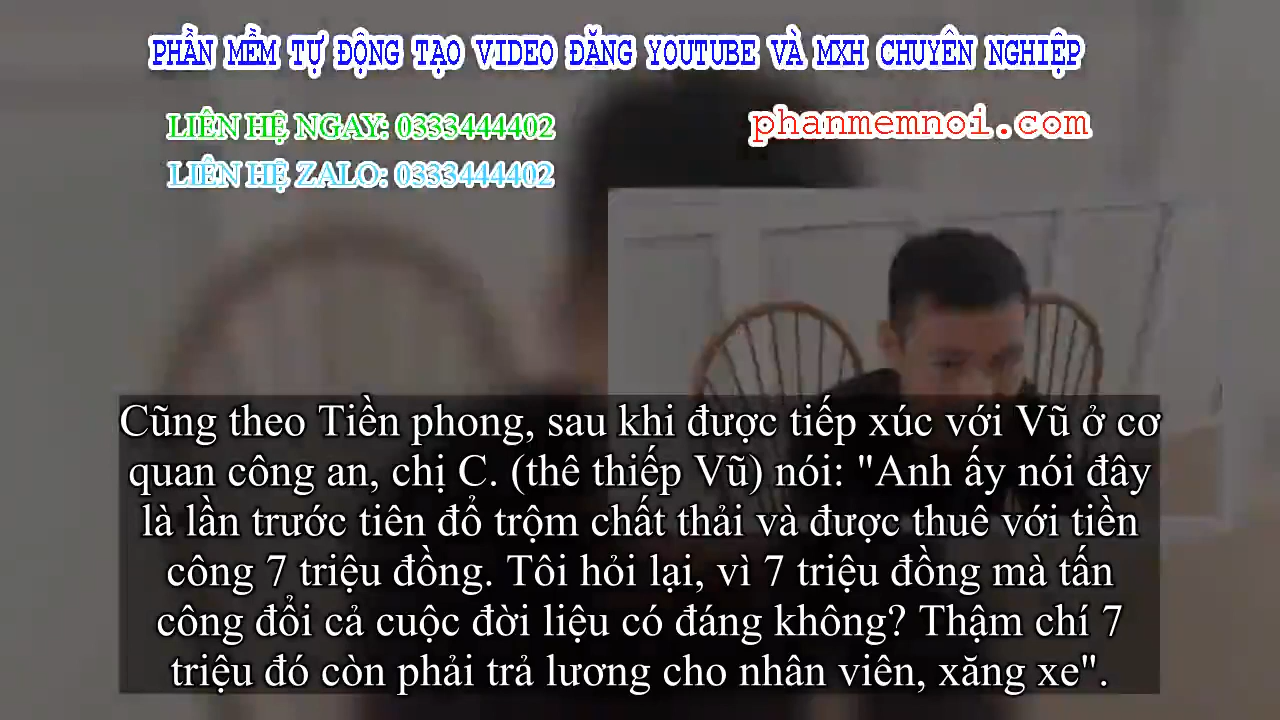 PHẦN MỀM TỰ ĐỘNG TẠO VIDEO ĐĂNG YOUTUBE VÀ MXH CHUYÊN NGHIỆP
LIÊN HỆ NGAY: 0333444402
phanmemnoi.com
LIÊN HỆ ZALO: 0333444402
Cũng theo Tiền phong, sau khi được tiếp xúc với Vũ ở cơ
quan công an, chị C. (thê thiếp Vũ) nói: "Anh ấy nói đây
là lần trước tiên đổ trộm chất thải và được thuê với tiền
công 7 triệu đồng. Tôi hỏi lại, vì 7 triệu đồng mà tấn
công đổi cả cuộc đời liệu có đáng không? Thậm chí 7
triệu đó còn phải trả lương cho nhân viên, xăng xe".